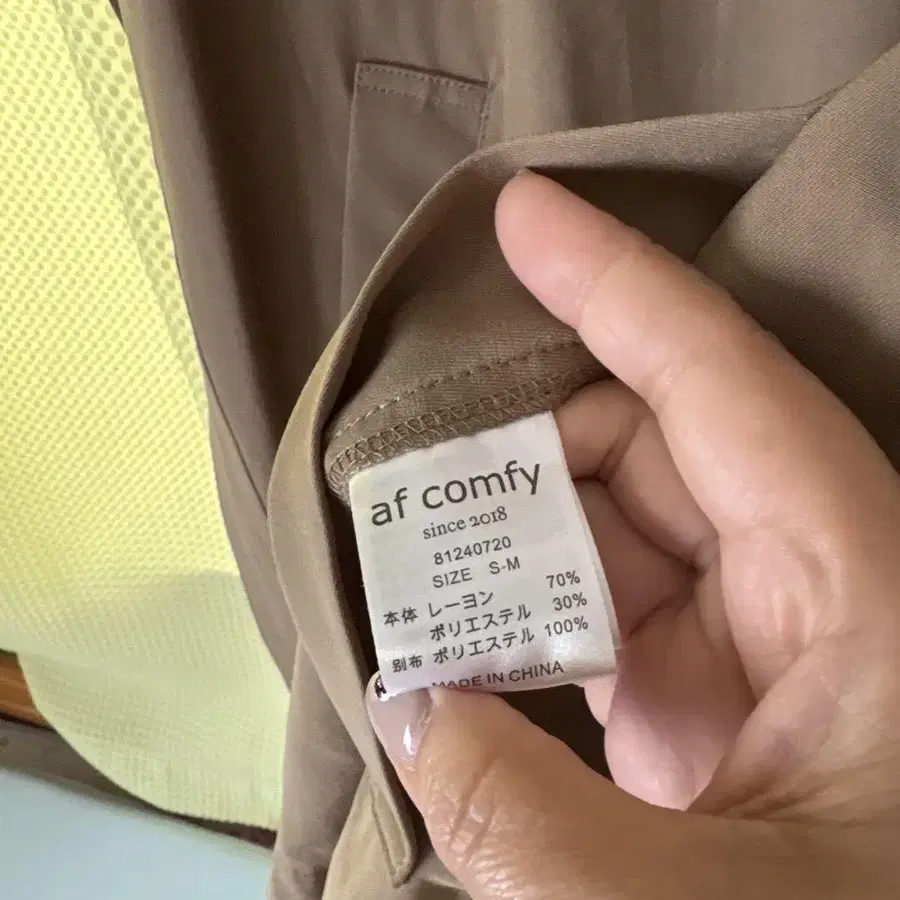 af comfy
since 2018
81240720
SIZE S-M
本体 レーヨン 70%
ポリエステル 30%
別布 ポリエステル 100%
MADE IN CHINA